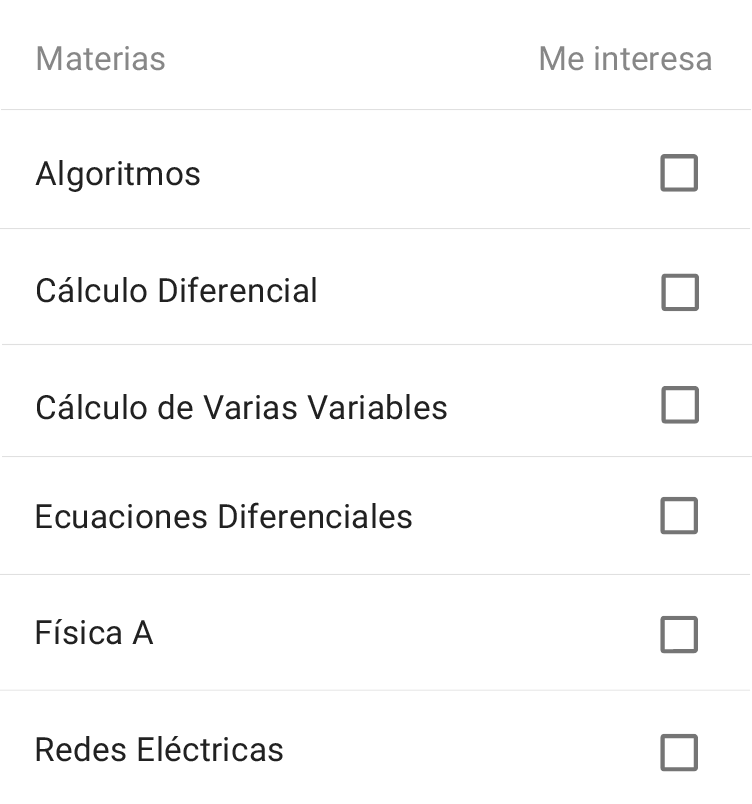 Materias Me interesa
Algoritmos
Cálculo Diferencial
Cálculo de Varias Variables
Ecuaciones Diferenciales
Física A
Redes Eléctricas